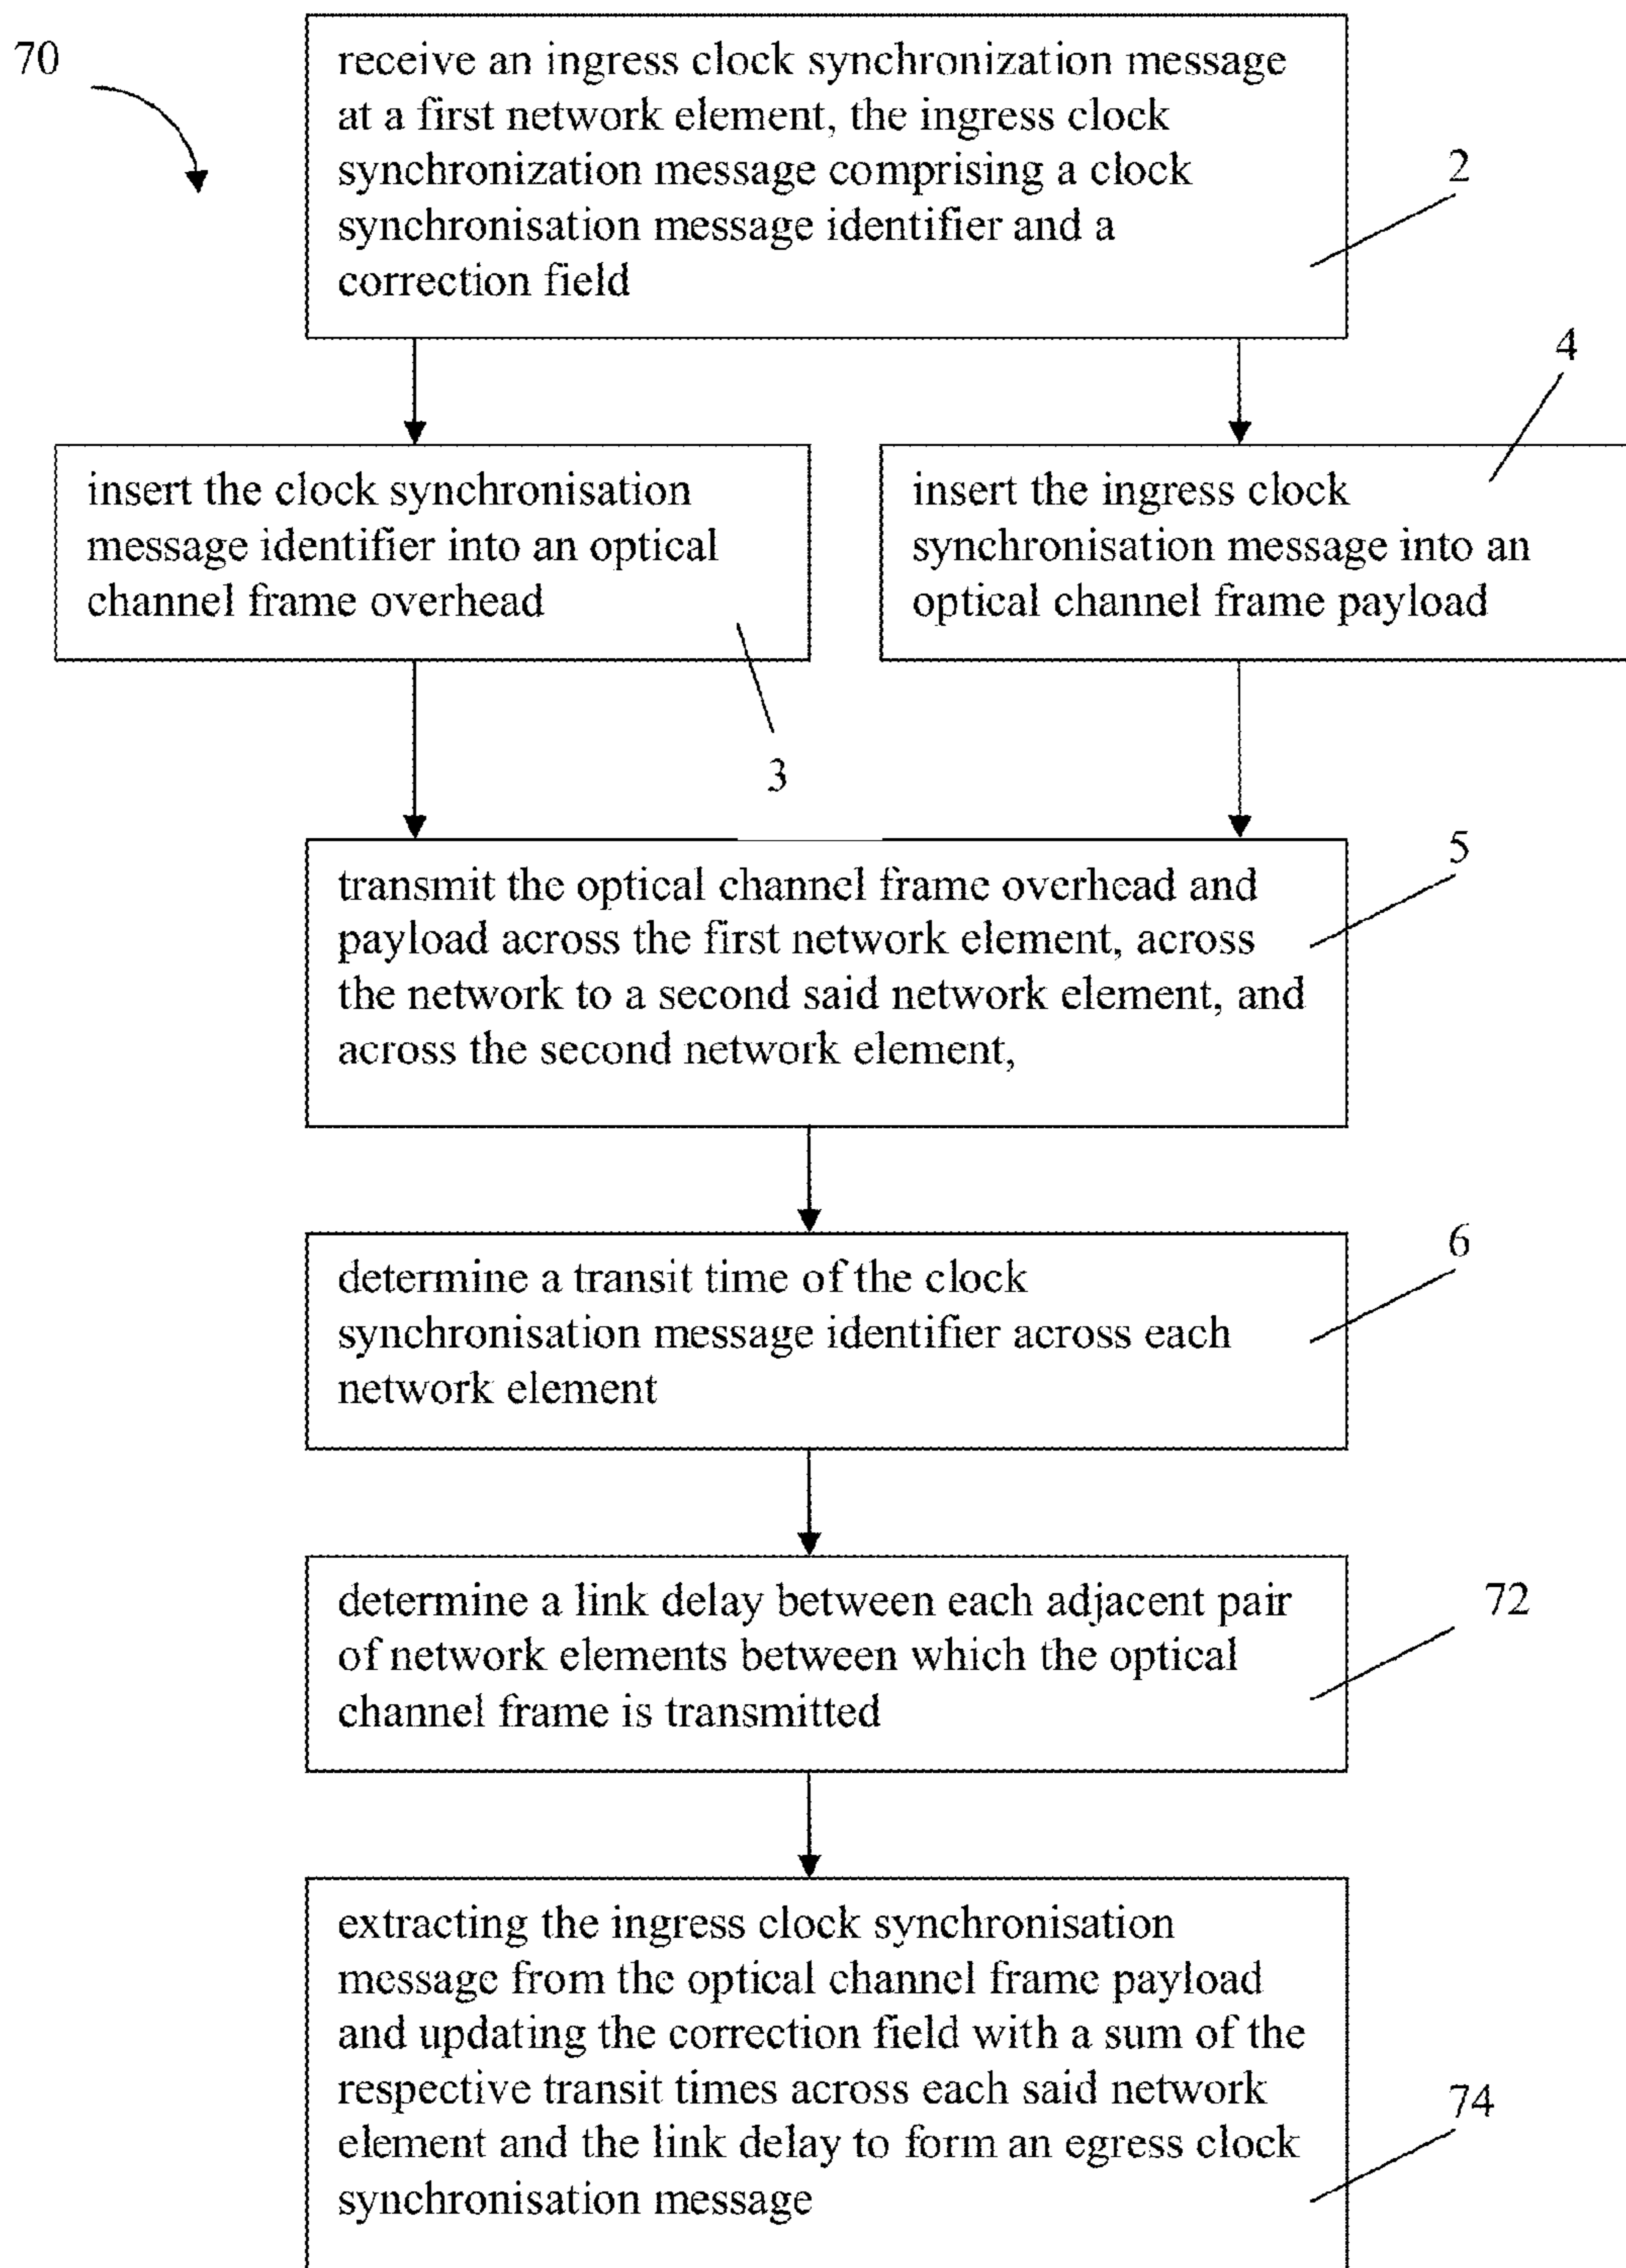 70
receive an ingress clock synchronization message
at a first network element, the ingress clock
synchronization message comprising a clock
synchronisation message identifier and a
correction field
2
4
insert the clock synchronisation
message identifier into an optical
channel frame overhead
insert the ingress clock
synchronisation message into an
optical channel frame payload
3
transmit the optical channel frame overhead and
payload across the first network element, across
the network to a second said network element, and
across the second network element,
5
determine a transit time of the clock
synchronisation message identifier across each
network element
6
determine a link delay between each adjacent pair
of network elements between which the optical
channel frame is transmitted
72
extracting the ingress clock synchronisation
message from the optical channel frame payload
and updating the correction field with a sum of the
respective transit times across each said network
element and the link delay to form an egress clock
synchronisation message
74